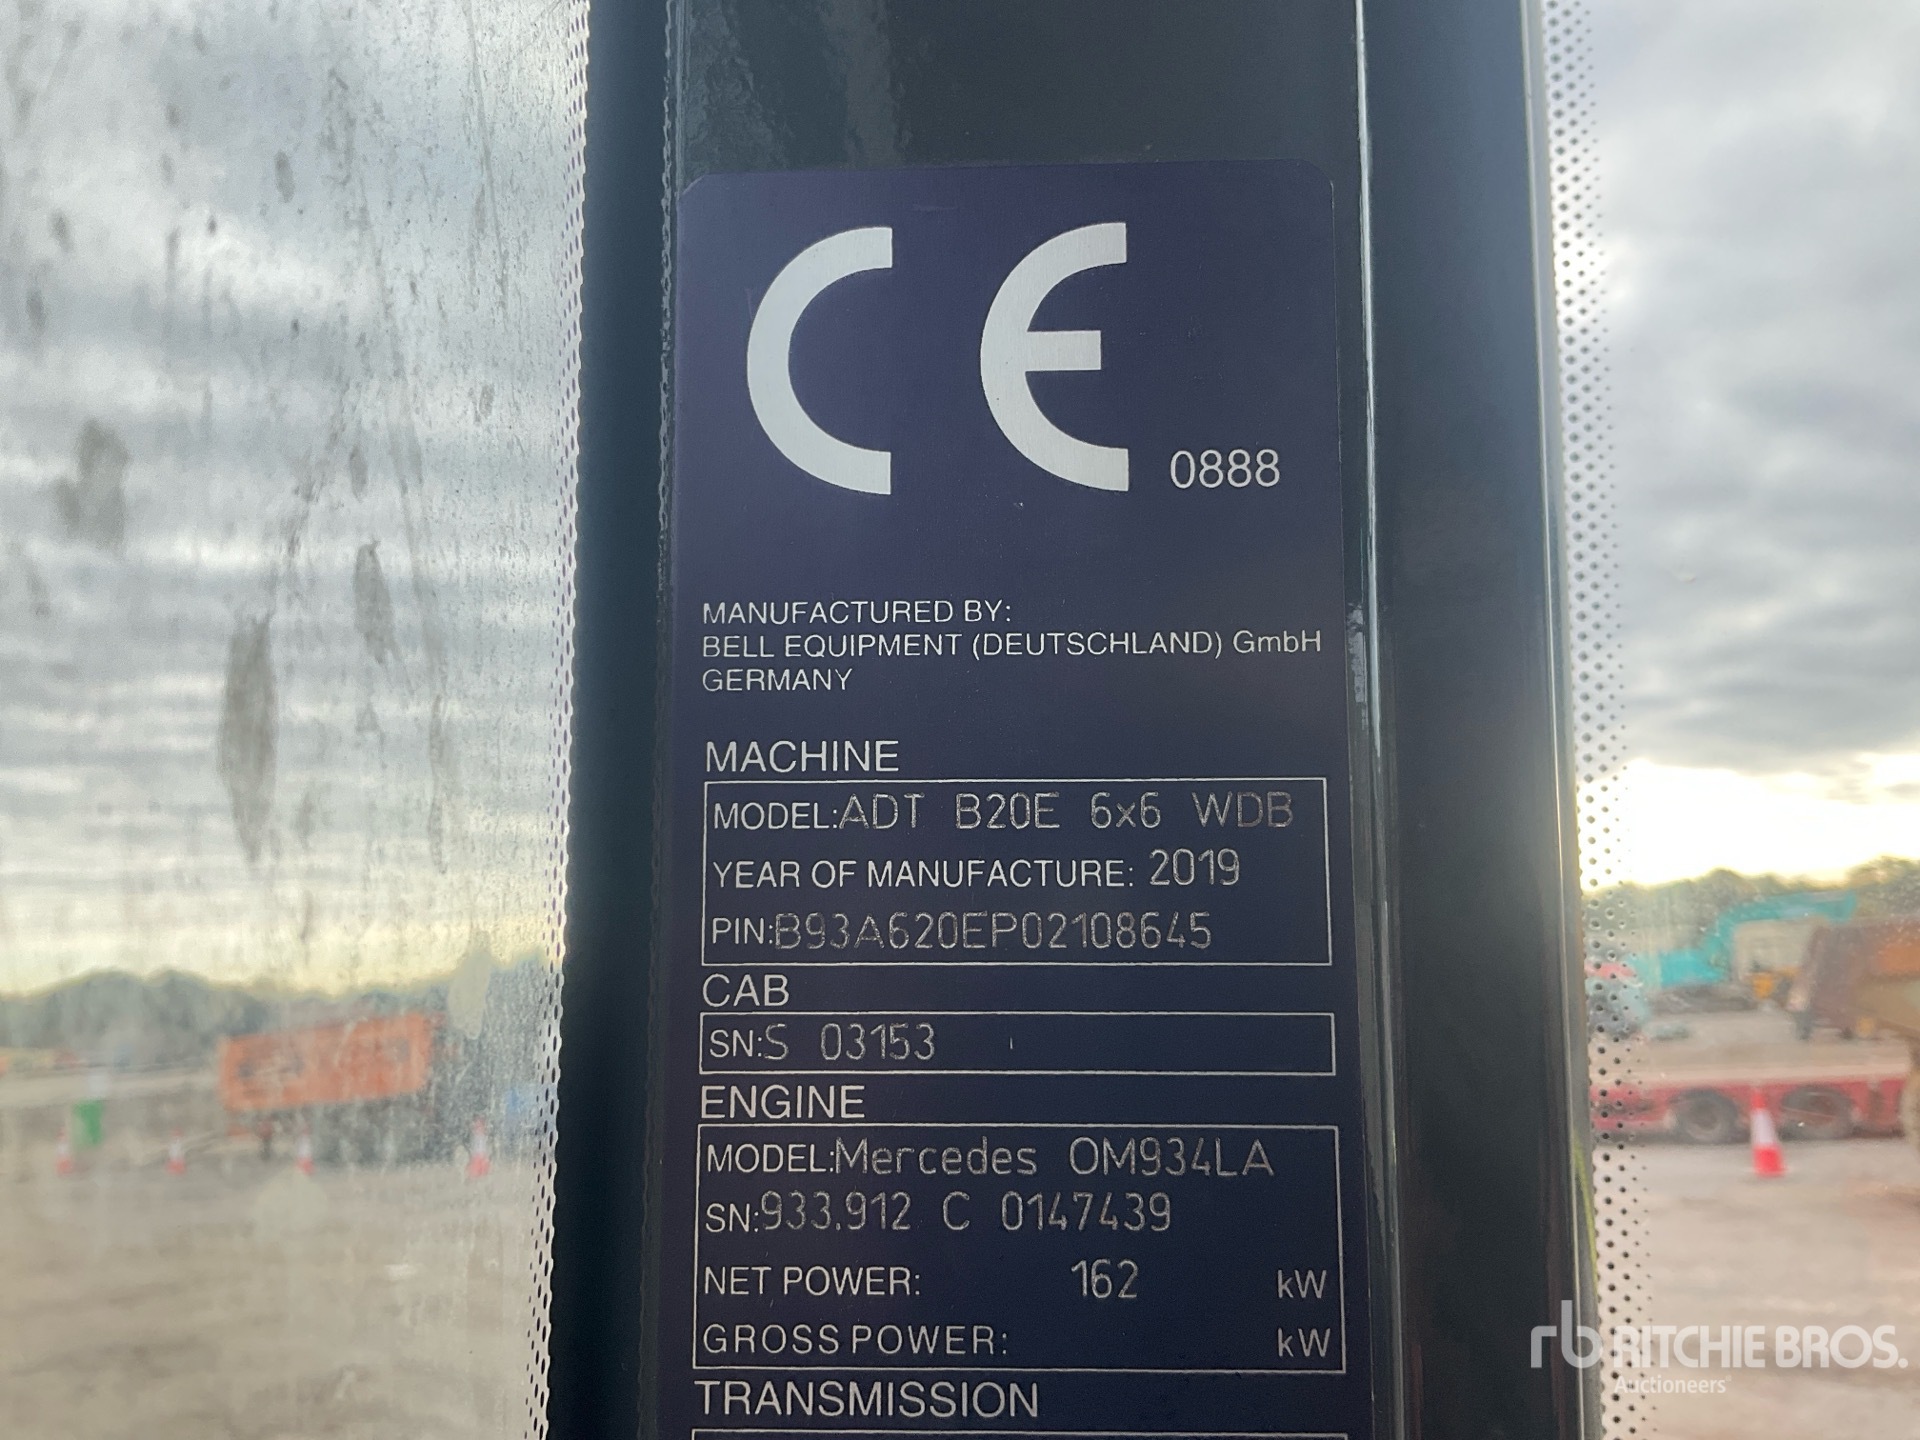 CE 0888
MANUFACTURED BY:
BELL EQUIPMENT (DEUTSCHLAND) GmbH
GERMANY
MACHINE
MODEL: ADT B20E 6x6 WDB
YEAR OF MANUFACTURE: 2019
PIN: B93A620EP02108645
CAB
SN: S 03153
ENGINE
MODEL: Mercedes OM934LA
SN: 933.912 C 0147439
NET POWER: 162 kW
GROSS POWER: kW
TRANSMISSION
rb RITCHIE BROS.
Auctioneers